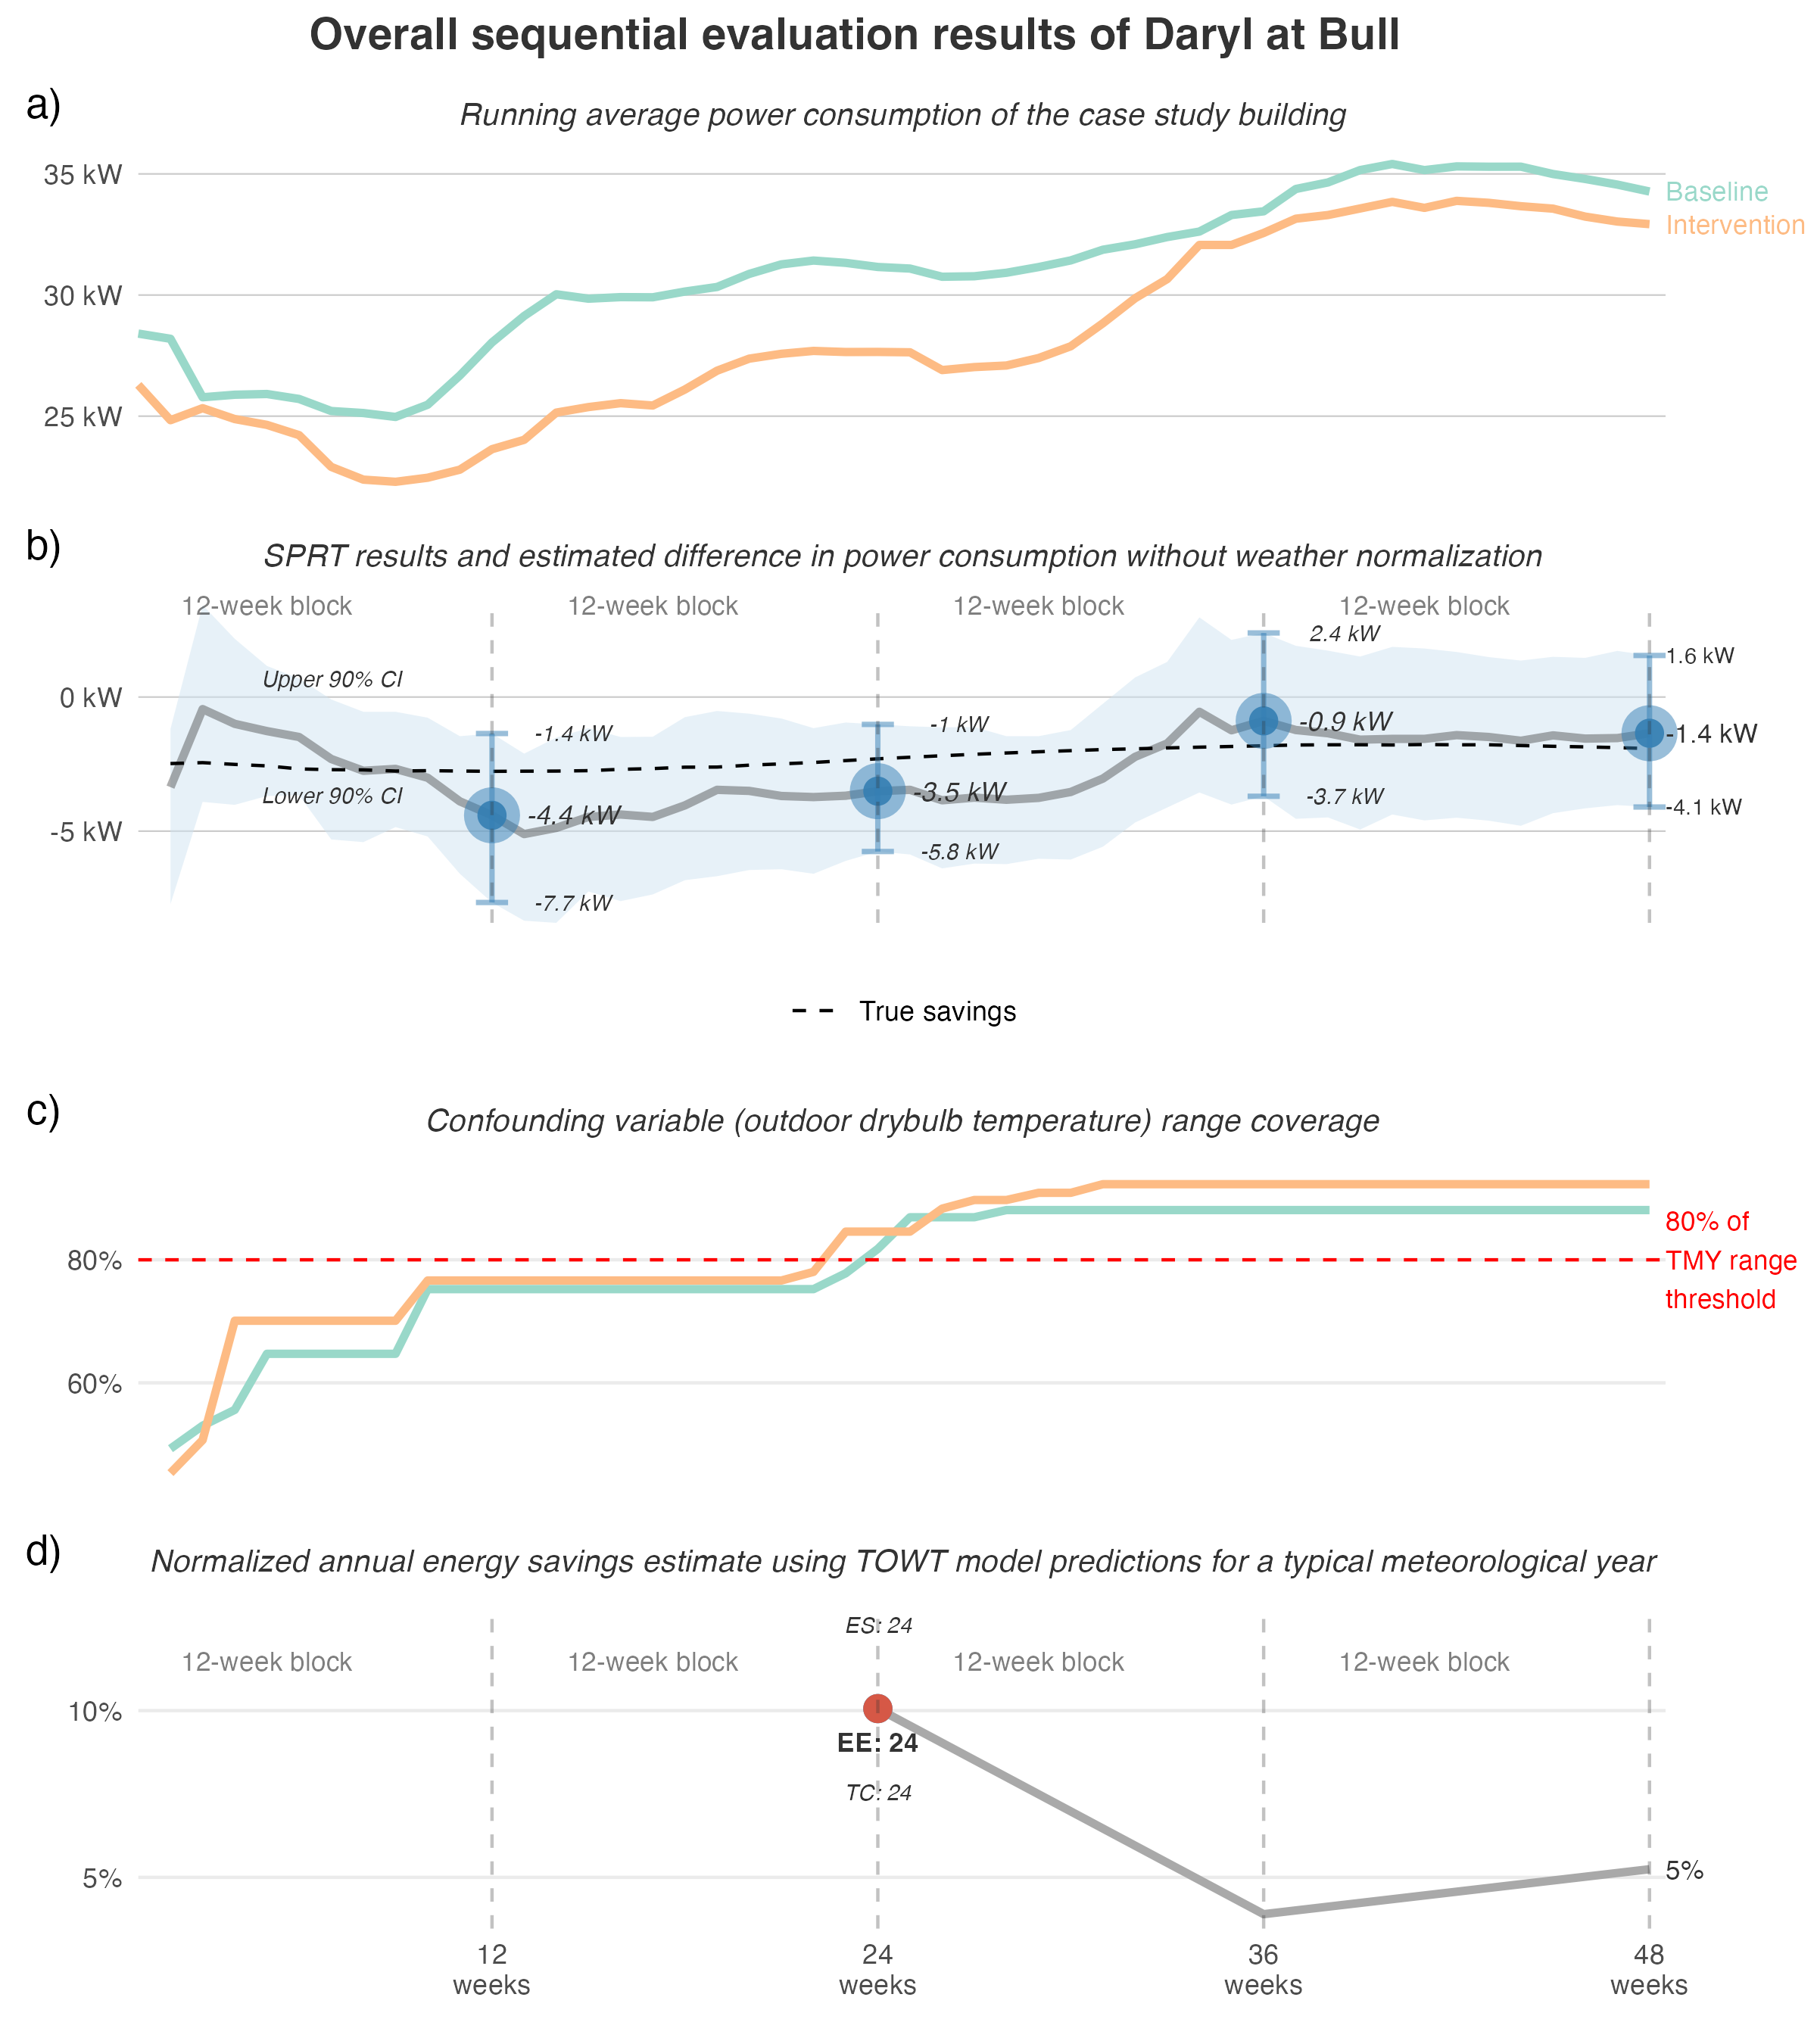 Overall sequential evaluation results of Daryl at Bull
a)
Running average power consumption of the case study building
35 kW
30 kW
25 kW
Baseline
Intervention
b)
SPRT results and estimated difference in power consumption without weather normalization
12-week block
12-week block
12-week block
12-week block
0 kW
-5 kW
Upper 90% CI
Lower 90% CI
-1.4 kW
-4.4 kW
-7.7 kW
-1 kW
-3.5 kW
-5.8 kW
2.4 kW
-0.9 kW
-3.7 kW
1.6 kW
-1.4 kW
-4.1 kW
True savings
c)
Confounding variable (outdoor drybulb temperature) range coverage
80%
60%
80% of
TMY range
threshold
d)
Normalized annual energy savings estimate using TOWT model predictions for a typical meteorological year
ES: 24
12-week block
12-week block
12-week block
12-week block
10%
5%
EE: 24
TC: 24
5%
12
weeks
24
weeks
36
weeks
48
weeks